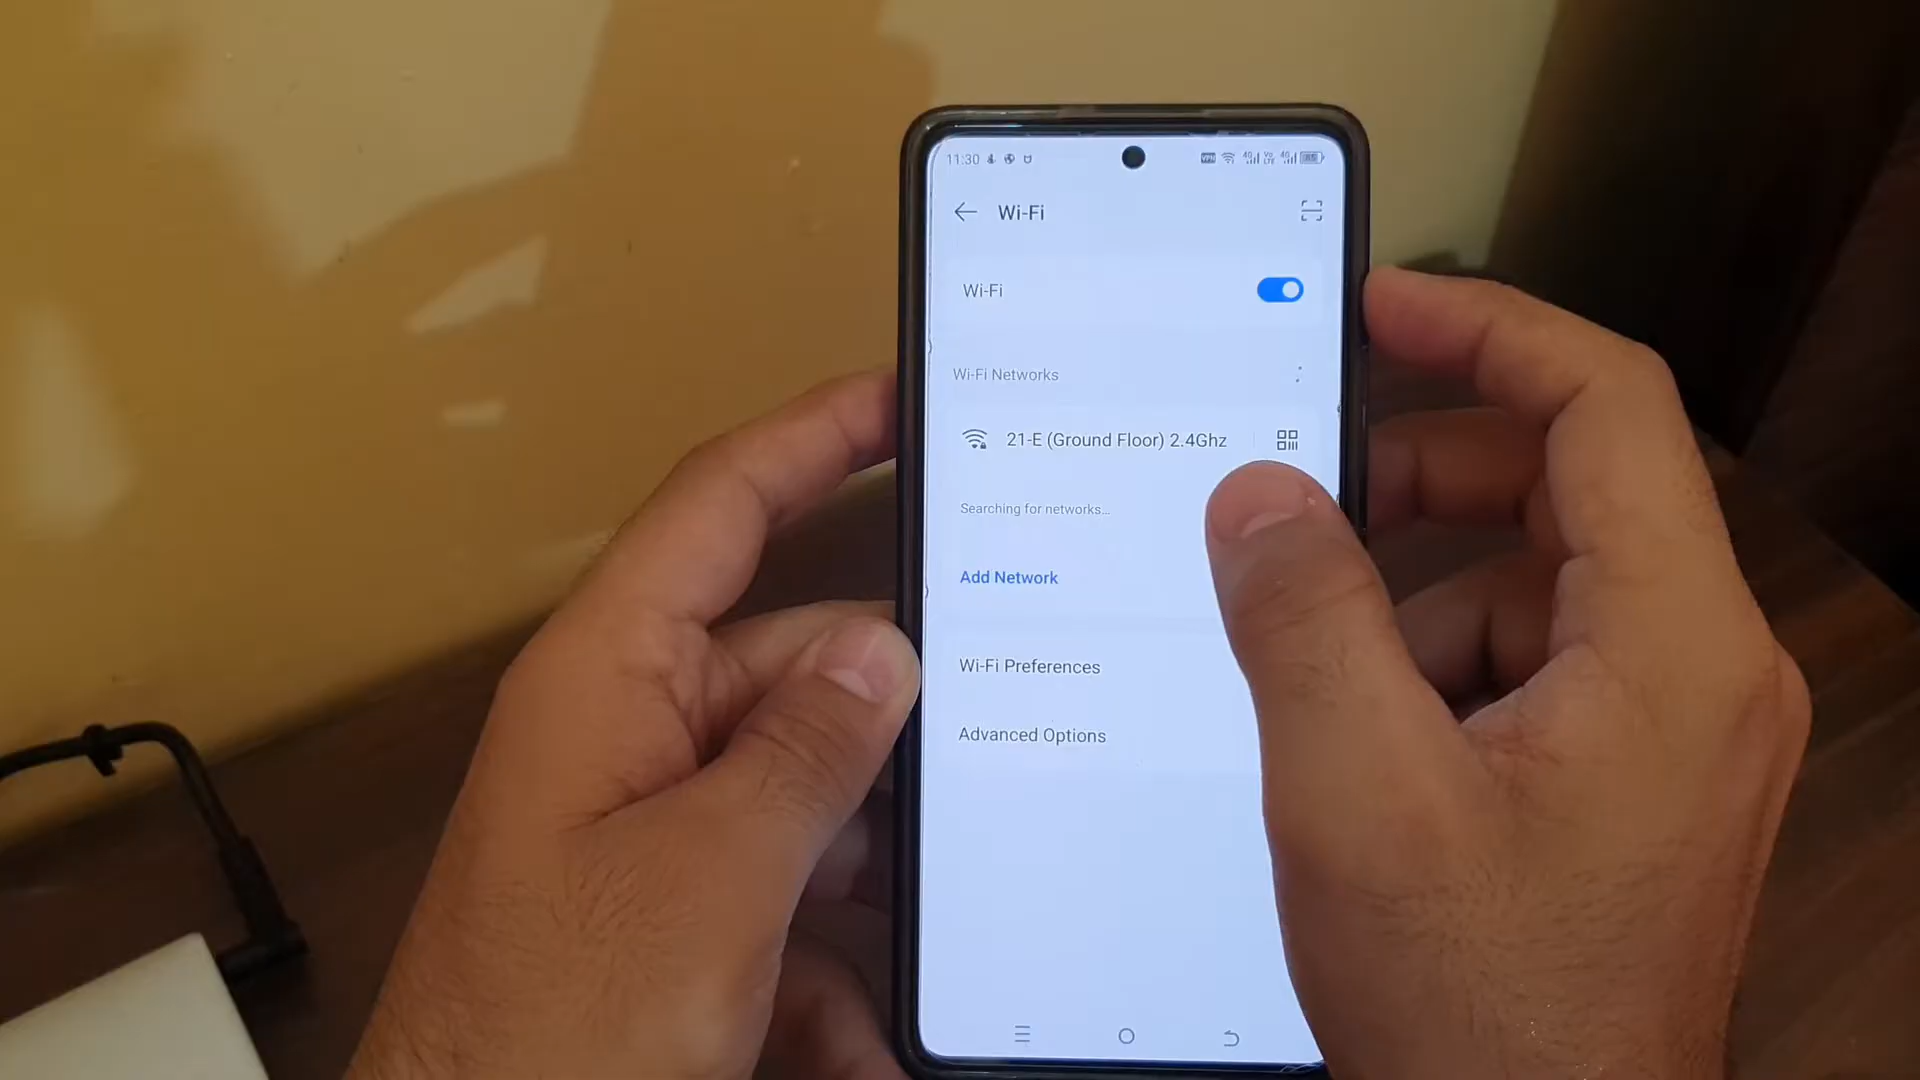 11:30
Wi-Fi
Wi-Fi
Wi-Fi Networks
21-E (Ground Floor) 2.4Ghz
Searching for networks...
Add Network
Wi-Fi Preferences
Advanced Options